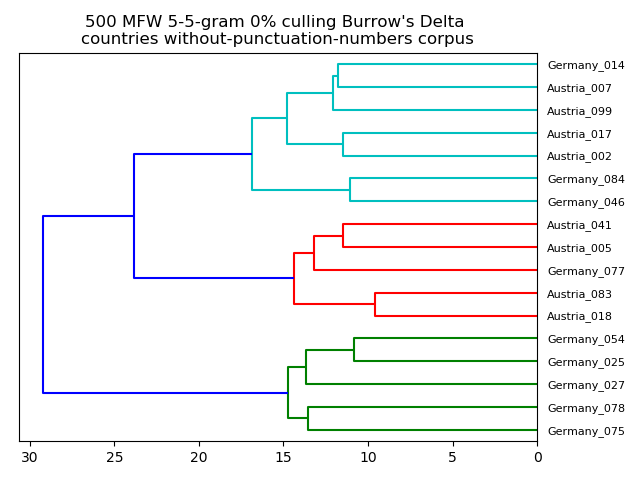 500 MFW 5-5-gram 0% culling Burrow's Delta
countries without-punctuation-numbers corpus
Germany_014
Austria_007
Austria_099
Austria_017
Austria_002
Germany_084
Germany_046
Austria_041
Austria_005
Germany_077
Austria_083
Austria_018
Germany_054
Germany_025
Germany_027
Germany_078
Germany_075
30 25 20 15 10 5 0